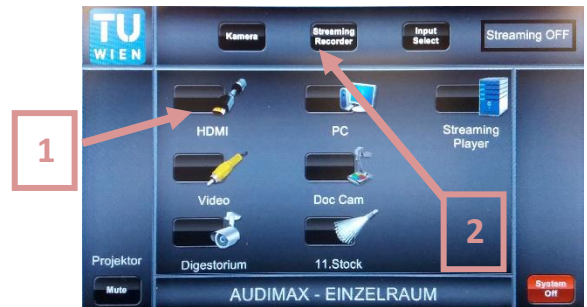 TU
WIEN
Kamera
Streaming
Recorder
Input
Select
Streaming OFF
1
HDMI
PC
Streaming
Player
Video
Doc Cam
2
Digestorium
11.Stock
Projektor
Mute
AUDIMAX - EINZELRAUM
System
Off